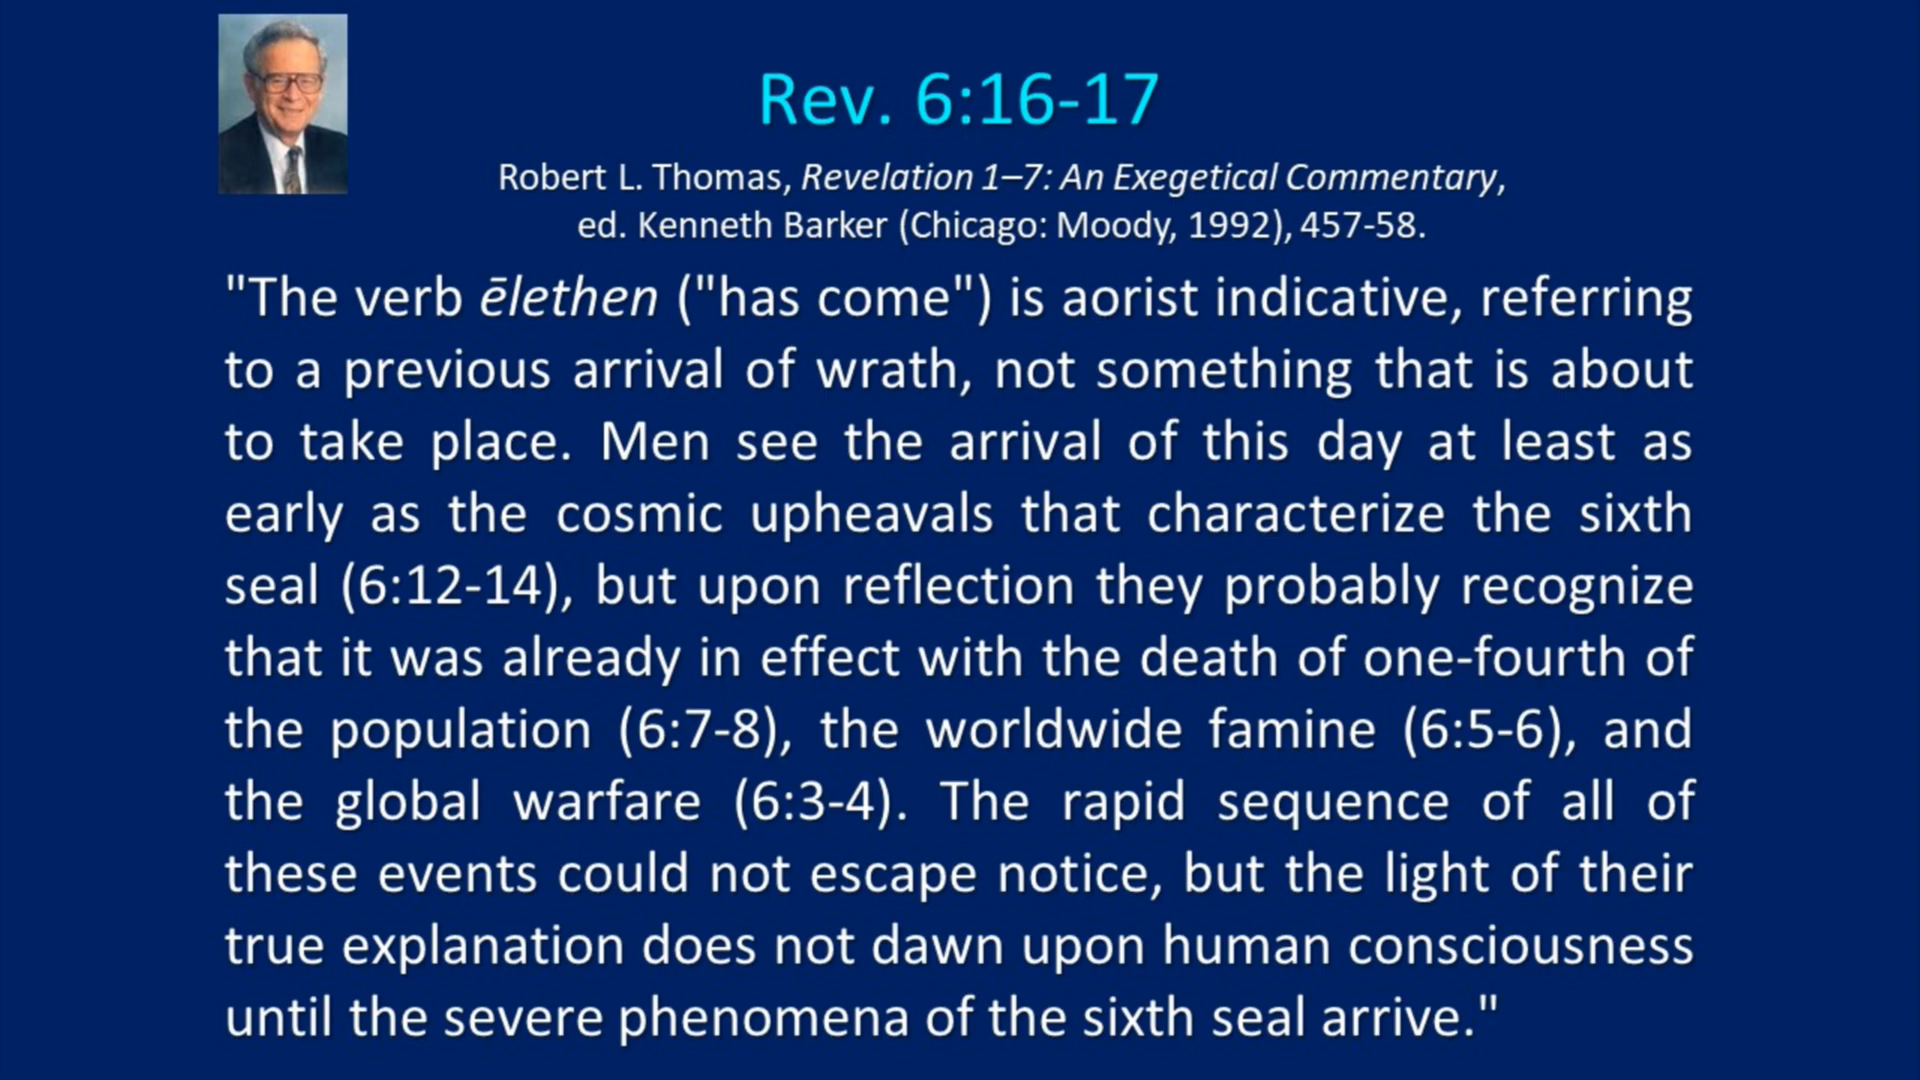 Rev. 6:16-17
Robert L. Thomas, Revelation 1–7: An Exegetical Commentary,
ed. Kenneth Barker (Chicago: Moody, 1992), 457-58.
"The verb ēlethen ("has come") is aorist indicative, referring
to a previous arrival of wrath, not something that is about
to take place. Men see the arrival of this day at least as
early as the cosmic upheavals that characterize the sixth
seal (6:12-14), but upon reflection they probably recognize
that it was already in effect with the death of one-fourth of
the population (6:7-8), the worldwide famine (6:5-6), and
the global warfare (6:3-4). The rapid sequence of all of
these events could not escape notice, but the light of their
true explanation does not dawn upon human consciousness
until the severe phenomena of the sixth seal arrive."